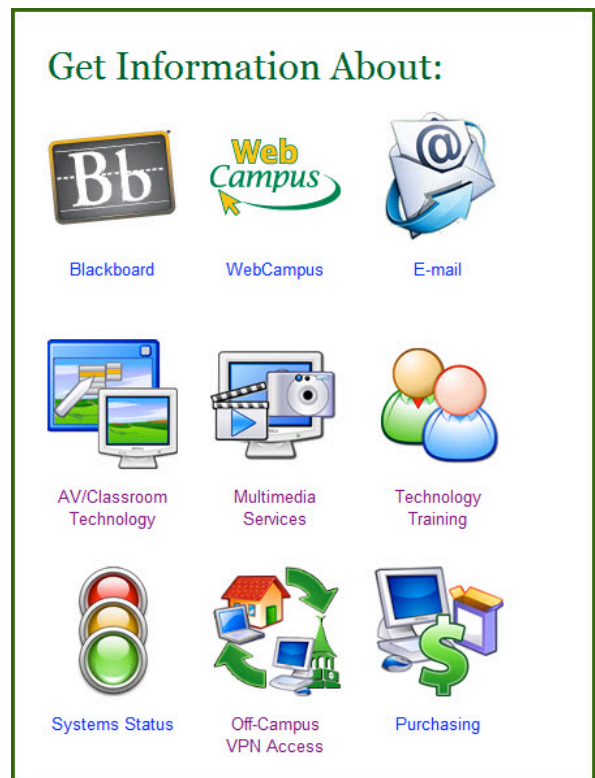 Get Information About:
Bb
Web
Campus
@
Blackboard
WebCampus
E-mail
AV/Classroom
Technology
Multimedia
Services
Technology
Training
$
Systems Status
Off-Campus
VPN Access
Purchasing